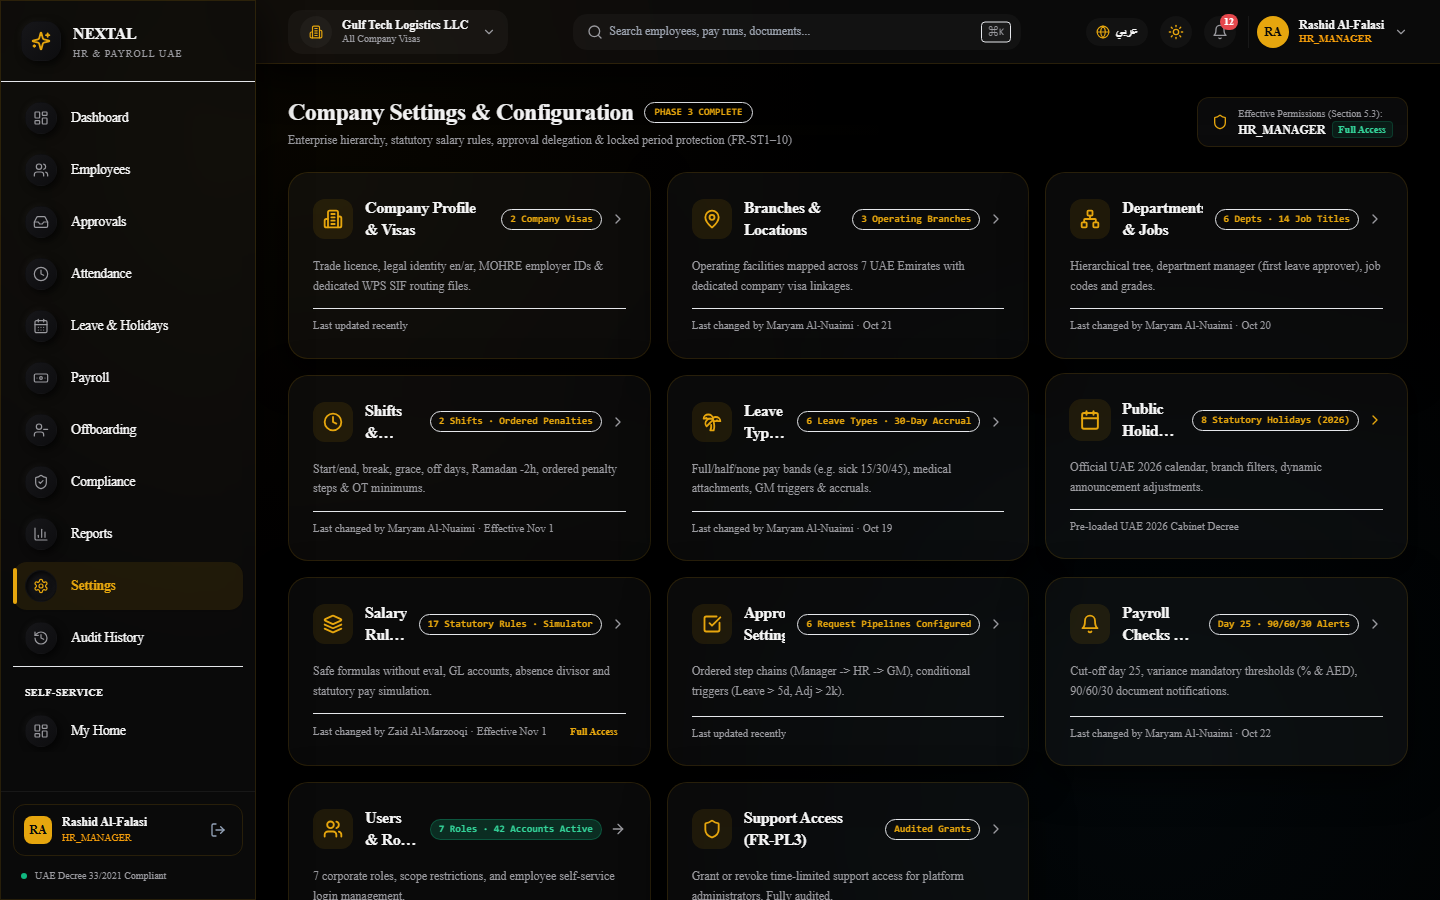 NEXTAL
HR & PAYROLL UAE
Gulf Tech Logistics LLC
All Company Visas
Search employees, pay runs, documents...
⌘K
عربي
12
RA
Rashid Al-Falasi
HR_MANAGER
Dashboard
Employees
Approvals
Attendance
Leave & Holidays
Payroll
Offboarding
Compliance
Reports
Settings
Audit History
SELF-SERVICE
My Home
RA
Rashid Al-Falasi
HR_MANAGER
UAE Decree 33/2021 Compliant
Company Settings & Configuration
PHASE 3 COMPLETE
Enterprise hierarchy, statutory salary rules, approval delegation & locked period protection (FR-ST1–10)
Effective Permissions (Section 5.3):
HR_MANAGER Full Access
Company Profile
& Visas
2 Company Visas
Trade licence, legal identity en/ar, MOHRE employer IDs &
dedicated WPS SIF routing files.
Last updated recently
Branches &
Locations
3 Operating Branches
Operating facilities mapped across 7 UAE Emirates with
dedicated company visa linkages.
Last changed by Maryam Al-Nuaimi · Oct 21
Departments
& Jobs
6 Depts · 14 Job Titles
Hierarchical tree, department manager (first leave approver), job
codes and grades.
Last changed by Maryam Al-Nuaimi · Oct 20
Shifts
&...
2 Shifts · Ordered Penalties
Start/end, break, grace, off days, Ramadan -2h, ordered penalty
steps & OT minimums.
Last changed by Maryam Al-Nuaimi · Effective Nov 1
Leave
Typ...
6 Leave Types · 30-Day Accrual
Full/half/none pay bands (e.g. sick 15/30/45), medical
attachments, GM triggers & accruals.
Last changed by Maryam Al-Nuaimi · Oct 19
Public
Holid...
8 Statutory Holidays (2026)
Official UAE 2026 calendar, branch filters, dynamic
announcement adjustments.
Pre-loaded UAE 2026 Cabinet Decree
Salary
Rul...
17 Statutory Rules · Simulator
Safe formulas without eval, GL accounts, absence divisor and
statutory pay simulation.
Last changed by Zaid Al-Marzooqi · Effective Nov 1
Full Access
Appro
Setting
6 Request Pipelines Configured
Ordered step chains (Manager -> HR -> GM), conditional
triggers (Leave > 5d, Adj > 2k).
Last updated recently
Payroll
Checks ...
Day 25 · 90/60/30 Alerts
Cut-off day 25, variance mandatory thresholds (% & AED),
90/60/30 document notifications.
Last changed by Maryam Al-Nuaimi · Oct 22
Users
& Ro...
7 Roles · 42 Accounts Active
7 corporate roles, scope restrictions, and employee self-service
login management.
Support Access
(FR-PL3)
Audited Grants
Grant or revoke time-limited support access for platform
administrators. Fully audited.